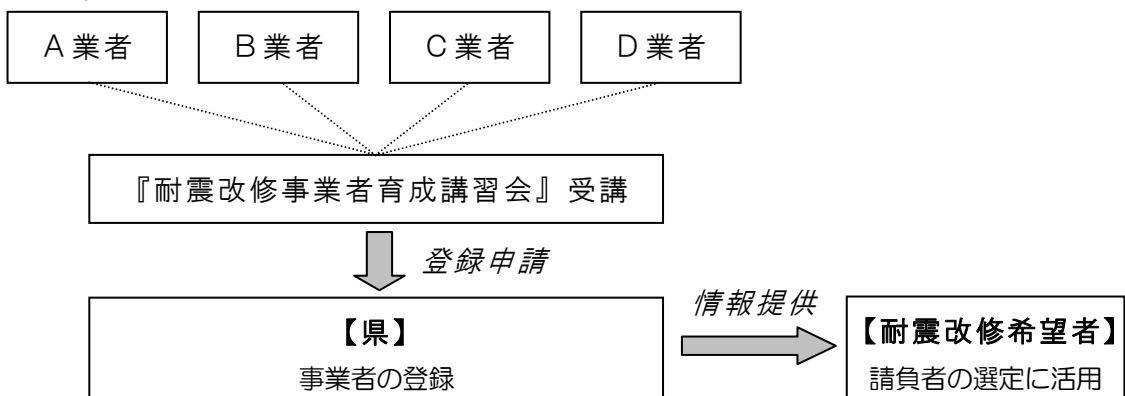 A業者
B業者
C業者
D業者
『耐震改修事業者育成講習会』受講
登録申請
【県】
事業者の登録
情報提供
【耐震改修希望者】
請負者の選定に活用